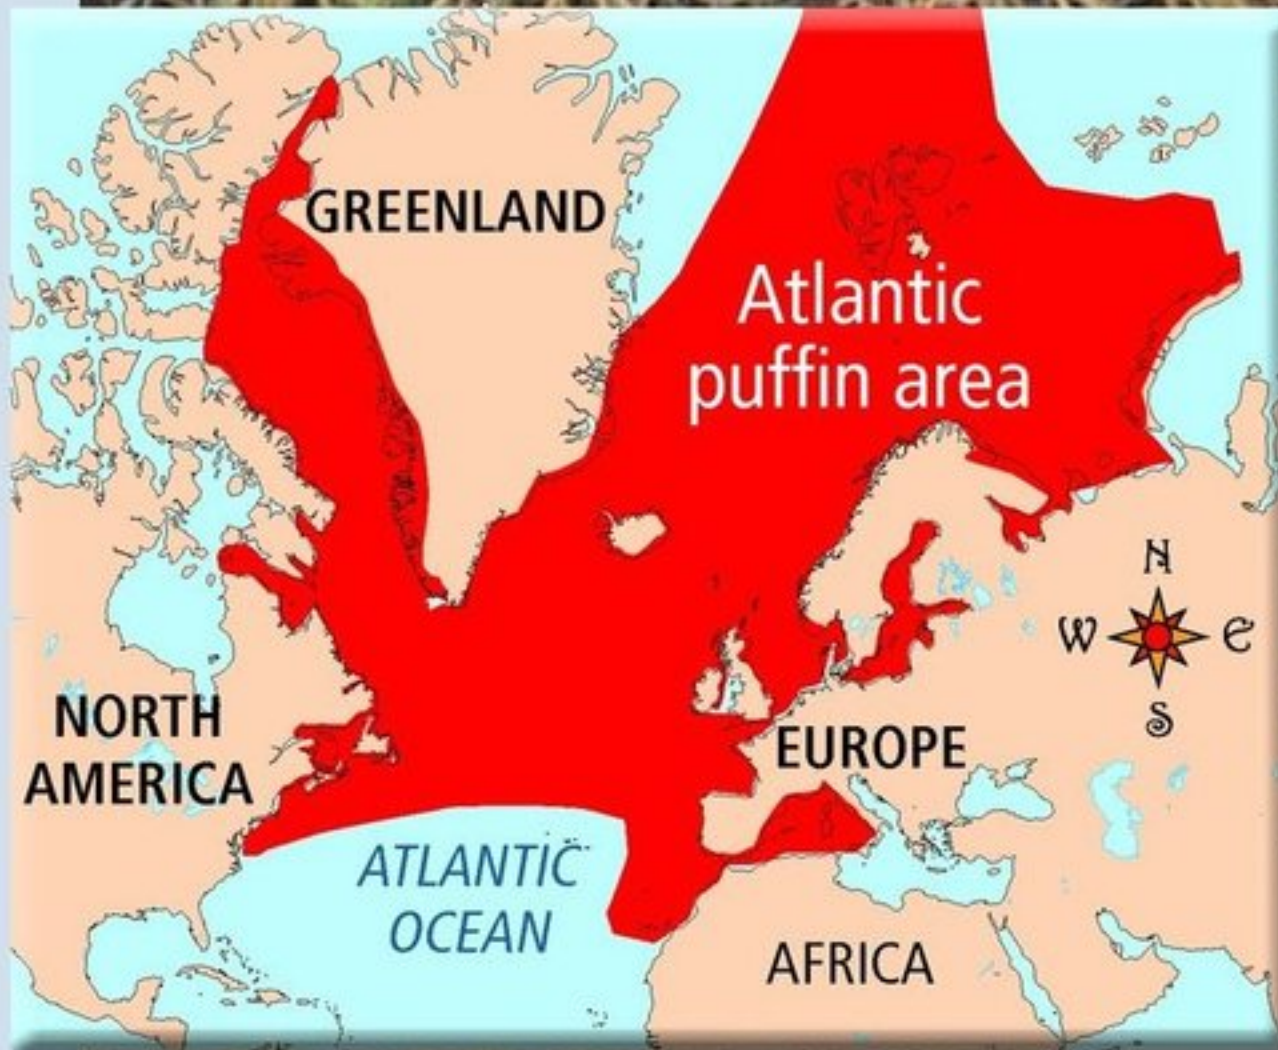 GREENLAND
Atlantic
puffin area
N
W E
S
NORTH
AMERICA
EUROPE
ATLANTIC
OCEAN
AFRICA